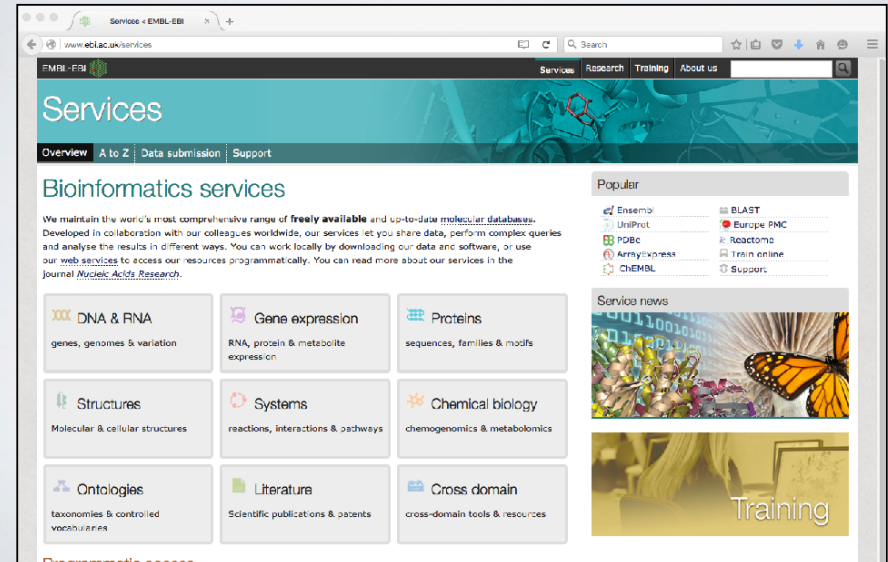 Services < EMBL-EBI
www.ebi.ac.uk/services
Search
EMBL-EBI
Services Research Training About us
Services
Overview A to Z Data submission Support
Bioinformatics services
We maintain the world's most comprehensive range of freely available and up-to-date molecular databases.
Developed in collaboration with our colleagues worldwide, our services let you share data, perform complex queries
and analyse the results in different ways. You can work locally by downloading our data and software, or use
our web services to access our resources programmatically. You can read more about our services in the
journal Nucleic Acids Research.
DNA & RNA
genes, genomes & variation
Gene expression
RNA, protein & metabolite
expression
Proteins
sequences, families & motifs
Structures
Molecular & cellular structures
Systems
reactions, interactions & pathways
Chemical biology
chemogenomics & metabolomics
Ontologies
taxonomies & controlled
vocabularies
Literature
Scientific publications & patents
Cross domain
cross-domain tools & resources
Popular
Ensembl
UniProt
PDBe
ArrayExpress
ChEMBL
BLAST
Europe PMC
Reactome
Train online
Support
Service news
Training
Programmatic access